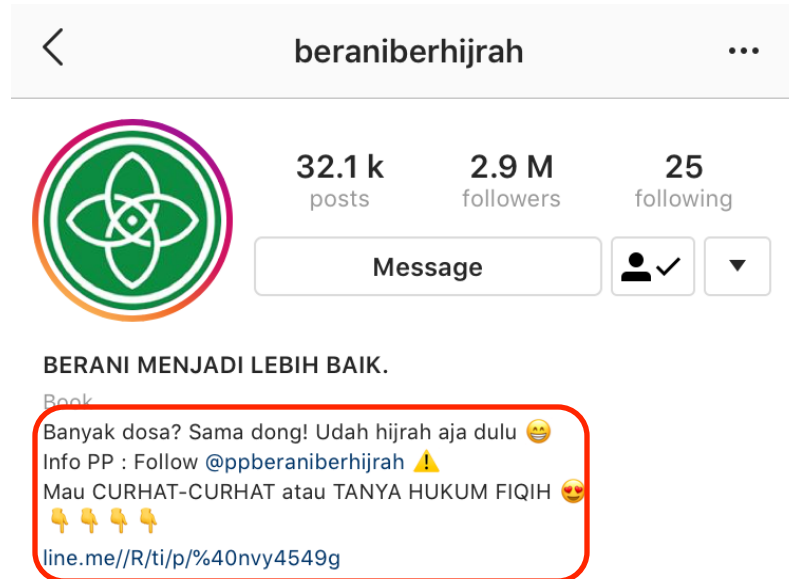 beraniberhijrah
32.1 k 2.9 M 25
posts followers following
Message
BERANI MENJADI LEBIH BAIK.
Book
Banyak dosa? Sama dong! Udah hijrah aja dulu 😁
Info PP : Follow @ppberaniberhijrah ⚠️
Mau CURHAT-CURHAT atau TANYA HUKUM FIQIH 😍
👇👇👇👇
line.me//R/ti/p/%40nvy4549g